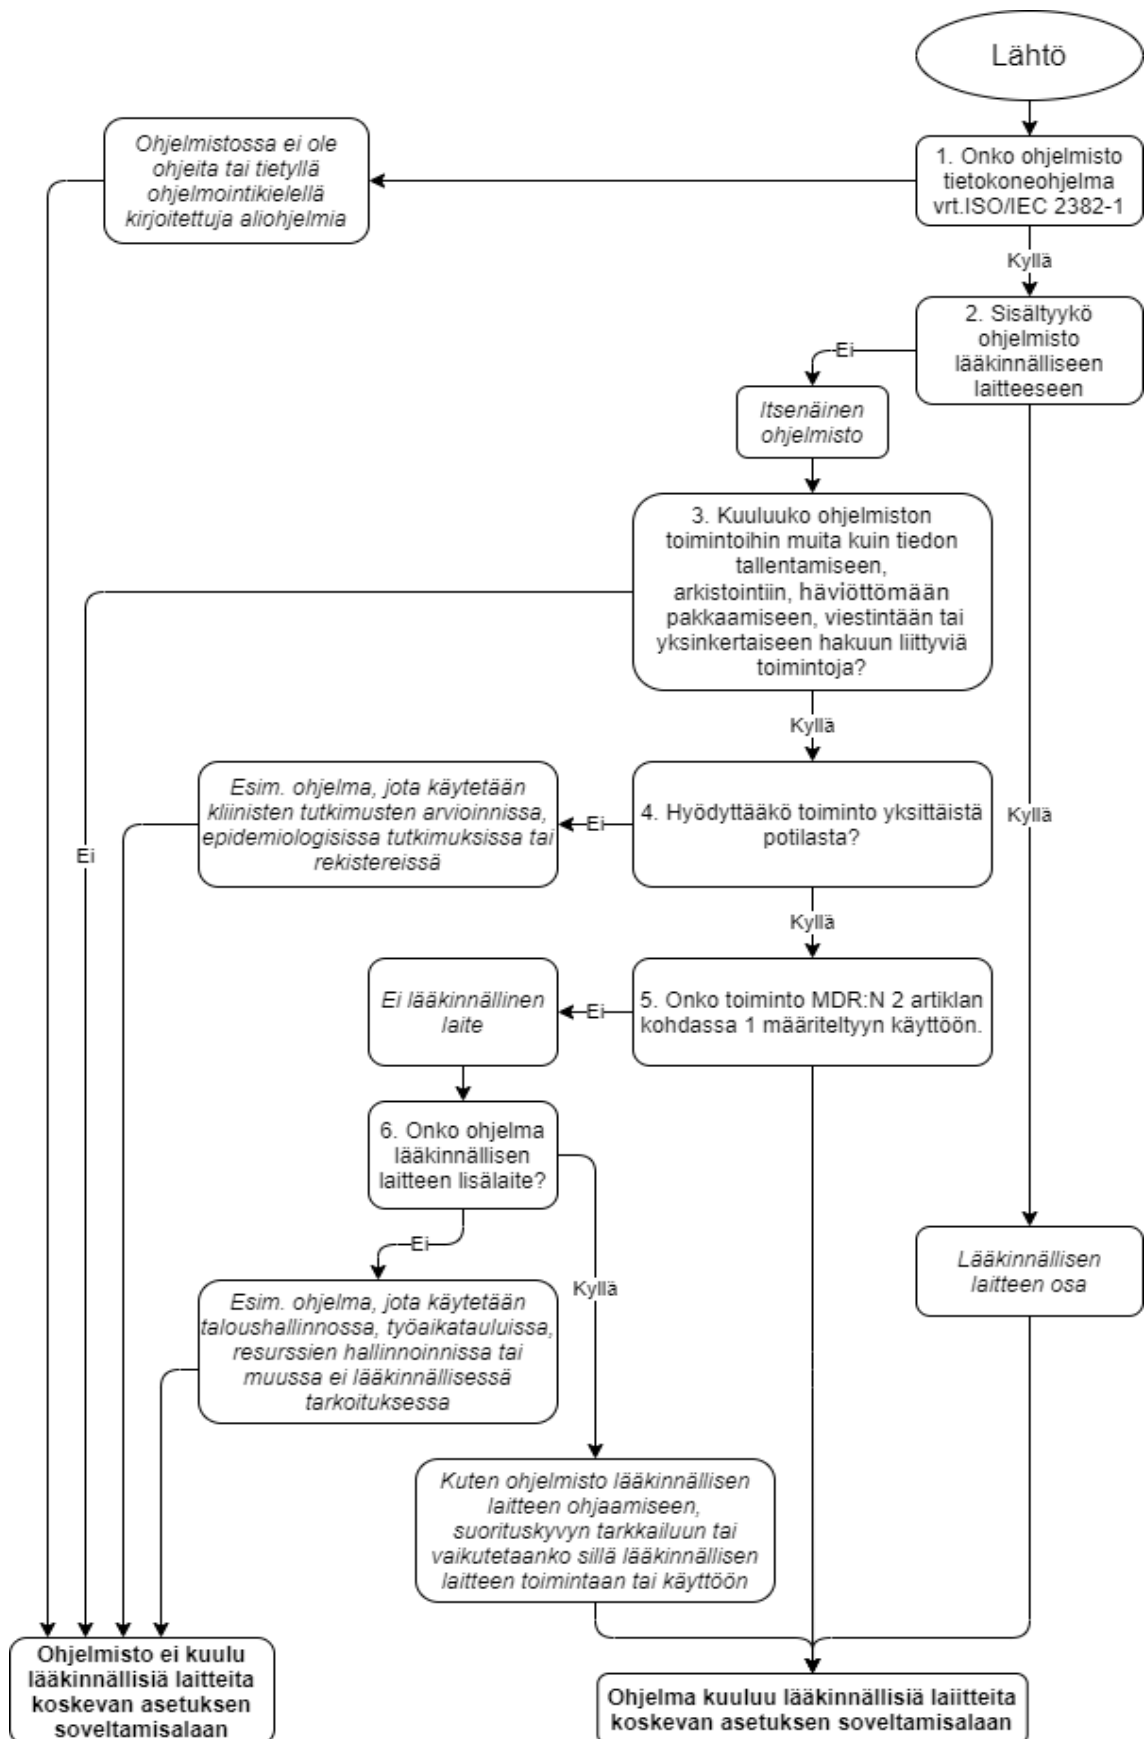 Lähtö
1. Onko ohjelmisto
tietokoneohjelma
vrt.ISO/IEC 2382-1
Ohjelmistossa ei ole
ohjeita tai tietyllä
ohjelmointikielellä
kirjoitettuja aliohjelmia
Kyllä
2. Sisältyykö
ohjelmisto
lääkinnälliseen
laitteeseen
Ei
Itsenäinen
ohjelmisto
3. Kuuluuko ohjelmiston
toimintoihin muita kuin tiedon
tallentamiseen,
arkistointiin, häviöttömään
pakkaamiseen, viestintään tai
yksinkertaiseen hakuun liittyviä
toimintoja?
Kyllä
Ei
4. Hyödyttääkö toiminto yksittäistä
potilasta?
Ei
Esim. ohjelma, jota käytetään
kliinisten tutkimusten arvioinnissa,
epidemiologisissa tutkimuksissa tai
rekistereissä
Kyllä
Kyllä
5. Onko toiminto MDR:N 2 artiklan
kohdassa 1 määriteltyyn käyttöön.
Ei
Ei lääkinnällinen
laite
6. Onko ohjelma
lääkinnällisen
laitteen lisälaite?
Ei
Kyllä
Lääkinnällisen
laitteen osa
Esim. ohjelma, jota käytetään
taloushallinnossa, työaikatauluissa,
resurssien hallinnoinnissa tai
muussa ei lääkinnällisessä
tarkoituksessa
Kuten ohjelmisto lääkinnällisen
laitteen ohjaamiseen,
suorituskyvyn tarkkailuun tai
vaikutetaanko sillä lääkinnällisen
laitteen toimintaan tai käyttöön
Ohjelmisto ei kuulu
lääkinnällisiä laitteita
koskevan asetuksen
soveltamisalaan
Ohjelma kuuluu lääkinnällisiä laiitteita
koskevan asetuksen soveltamisalaan